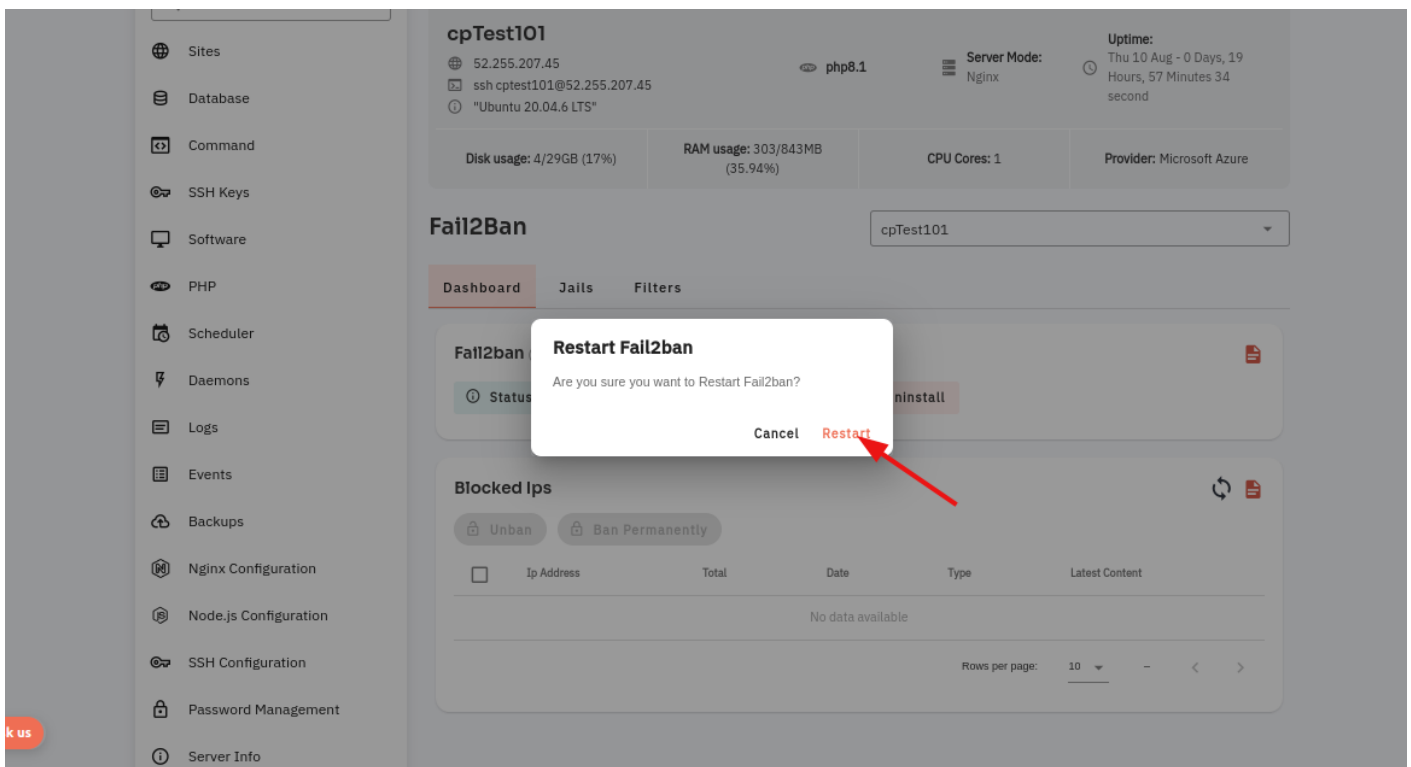 Sites
Database
Command
SSH Keys
Software
PHP
Scheduler
Daemons
Logs
Events
Backups
Nginx Configuration
Node.js Configuration
SSH Configuration
Password Management
Server Info
k us
cpTest101
52.255.207.45
ssh cptest101@52.255.207.45
"Ubuntu 20.04.6 LTS"
php8.1
Server Mode:
Nginx
Uptime:
Thu 10 Aug - 0 Days, 19
Hours, 57 Minutes 34
second
Disk usage: 4/29GB (17%)
RAM usage: 303/843MB
(35.94%)
CPU Cores: 1
Provider: Microsoft Azure
Fail2Ban
cpTest101
Dashboard Jails Filters
Fail2ban
Status
ninstall
Restart Fail2ban
Are you sure you want to Restart Fail2ban?
Cancel Restart
Blocked Ips
Unban Ban Permanently
Ip Address Total Date Type Latest Content
No data available
Rows per page: 10 –